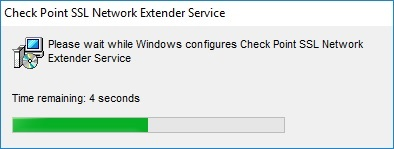 Check Point SSL Network Extender Service
Please wait while Windows configures Check Point SSL Network
Extender Service
Time remaining: 4 seconds